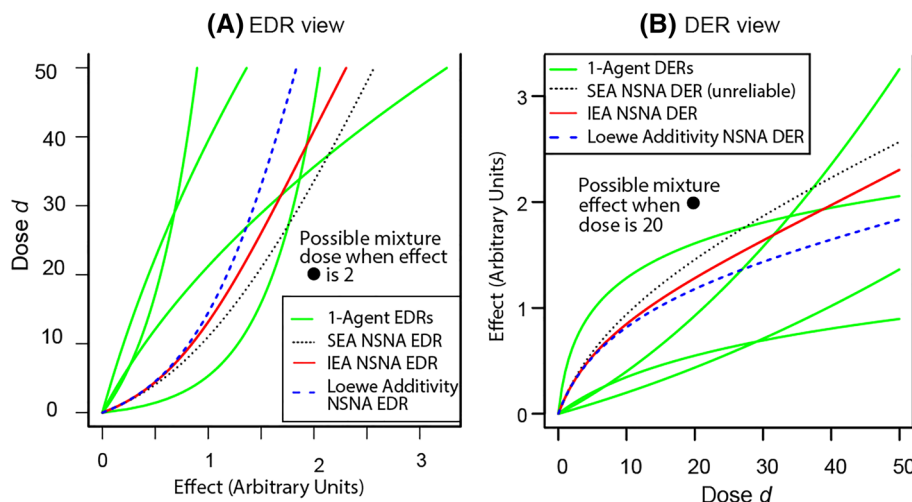 (A) EDR view
50
40
30
20
10
0
Dose d
Possible mixture
dose when effect
is 2
1-Agent EDRs
SEA NSNA EDR
IEA NSNA EDR
Loewe Additivity
NSNA EDR
0
1
2
3
Effect (Arbitrary Units)
(B) DER view
1-Agent DERs
SEA NSNA DER (unreliable)
IEA NSNA DER
Loewe Additivity NSNA DER
3
2
1
0
Effect (Arbitrary Units)
Possible mixture
effect when
dose is 20
0
10
20
30
40
50
Dose d